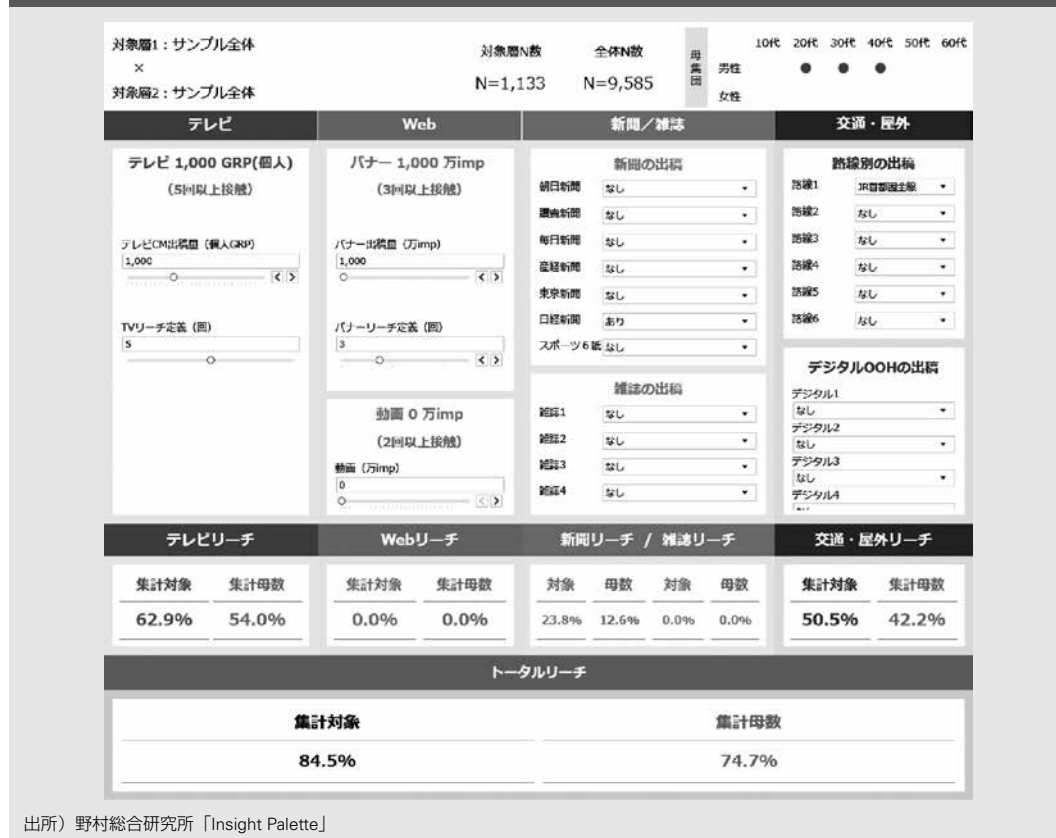 対象層1：サンプル全体
×
対象層2：サンプル全体
対象層N数 全体N数
N=1,133 N=9,585
母集団
10代 20代 30代 40代 50代 60代
男性 ● ● ●
女性
テレビ Web 新聞／雑誌 交通・屋外
テレビ 1,000 GRP(個人)
（5回以上接触）
テレビCM出稿量（個人GRP）
1,000
TVリーチ定義（回）
5
バナー 1,000 万imp
（3回以上接触）
バナー出稿量（万imp）
1,000
バナーリーチ定義（回）
3
動画 0 万imp
（2回以上接触）
動画（万imp）
0
新聞の出稿
朝日新聞 なし
読売新聞 なし
毎日新聞 なし
産経新聞 なし
東京新聞 なし
日経新聞 あり
スポーツ6紙 なし
雑誌の出稿
雑誌1 なし
雑誌2 なし
雑誌3 なし
雑誌4 なし
路線別の出稿
路線1 JR首都圏全線
路線2 なし
路線3 なし
路線4 なし
路線5 なし
路線6 なし
デジタルOOHの出稿
デジタル1
なし
デジタル2
なし
デジタル3
なし
デジタル4
テレビリーチ Webリーチ 新聞リーチ / 雑誌リーチ 交通・屋外リーチ
集計対象 集計母数 集計対象 集計母数 対象 母数 対象 母数 集計対象 集計母数
62.9% 54.0% 0.0% 0.0% 23.8% 12.6% 0.0% 0.0% 50.5% 42.2%
トータルリーチ
集計対象 集計母数
84.5% 74.7%
出所）野村総合研究所「Insight Palette」